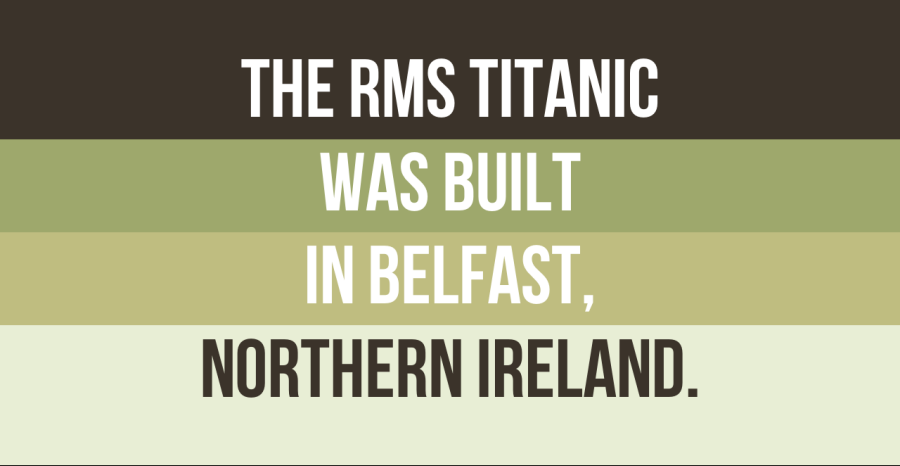 THE RMS TITANIC
WAS BUILT
IN BELFAST,
NORTHERN IRELAND.